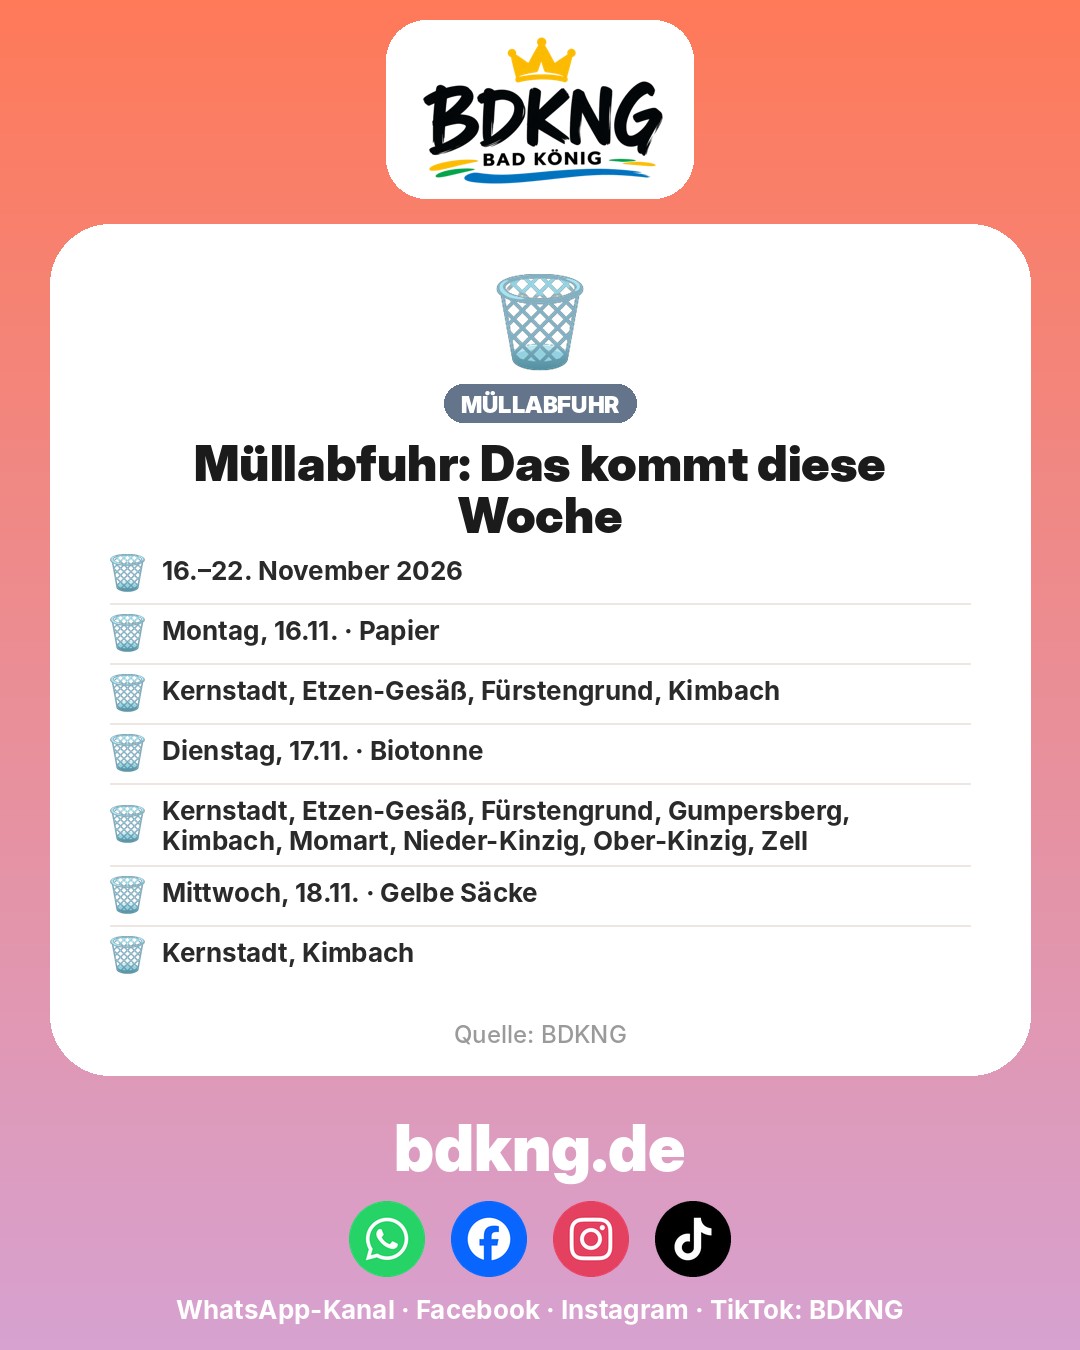 BDKNG
BAD KÖNIG
MÜLLABFUHR
Müllabfuhr: Das kommt diese
Woche
16.–22. November 2026
Montag, 16.11. · Papier
Kernstadt, Etzen-Gesäß, Fürstengrund, Kimbach
Dienstag, 17.11. · Biotonne
Kernstadt, Etzen-Gesäß, Fürstengrund, Gumpersberg,
Kimbach, Momart, Nieder-Kinzig, Ober-Kinzig, Zell
Mittwoch, 18.11. · Gelbe Säcke
Kernstadt, Kimbach
Quelle: BDKNG
bdkng.de
WhatsApp-Kanal · Facebook · Instagram · TikTok: BDKNG